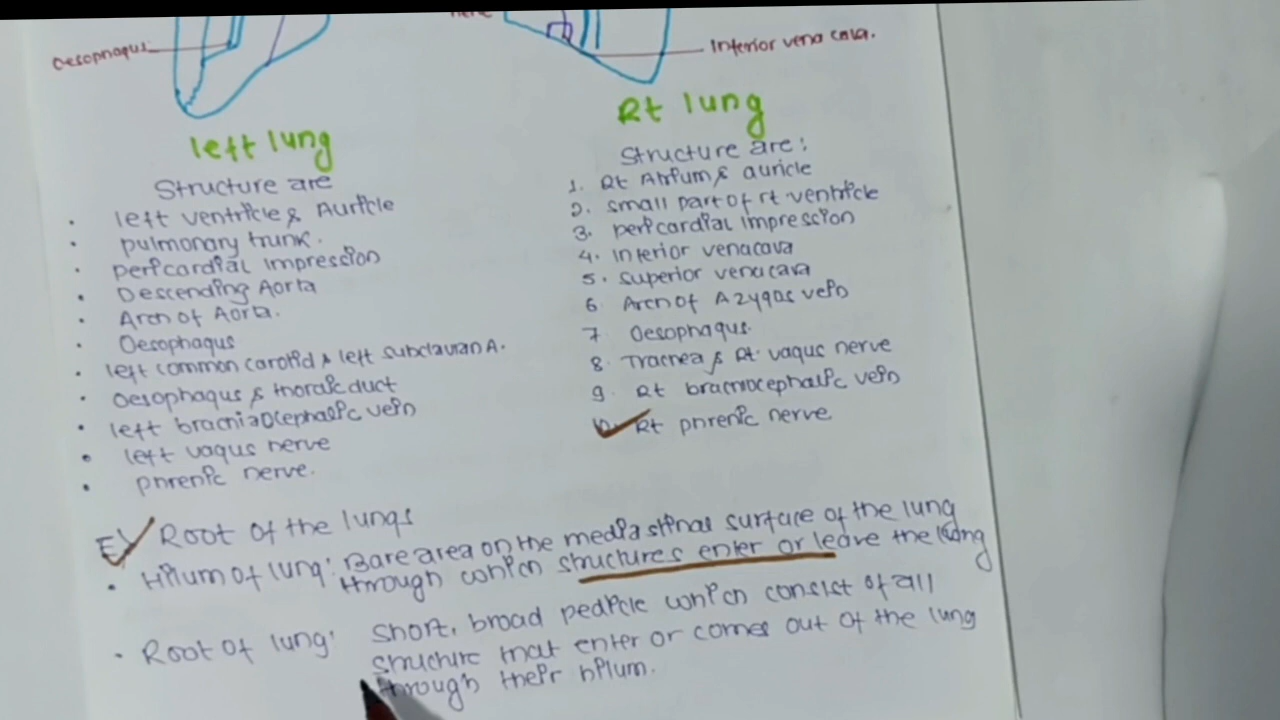 Oesophagus
Inferior vena cava.
left lung
Structure are
• left ventricle & Auricle
• pulmonary trunk.
• pericardial impression
• Descending Aorta
• Arch of Aorta.
• Oesophagus
• left common carotid & left subclavian A.
• Oesophagus & thoracic duct
• left brachiocephalic vein
• left vagus nerve
• phrenic nerve.
Rt lung
Structure are:
1. Rt Atrium & auricle
2. small part of rt ventricle
3. pericardial impression
4. Inferior venacava
5. superior venacava
6. Arch of Azygos vein
7 Oesophagus.
8. Trachea & Rt. vagus nerve
9. Rt brachiocephalic vein
10. Rt phrenic nerve
Root of the lungs
• Hilum of lung: Bare area on the mediastinal surface of the lung
through which structures enter or leave the lung
• Root of lung: short, broad pedicle which consist of all
structure that enter or comes out of the lung
through their hilum.